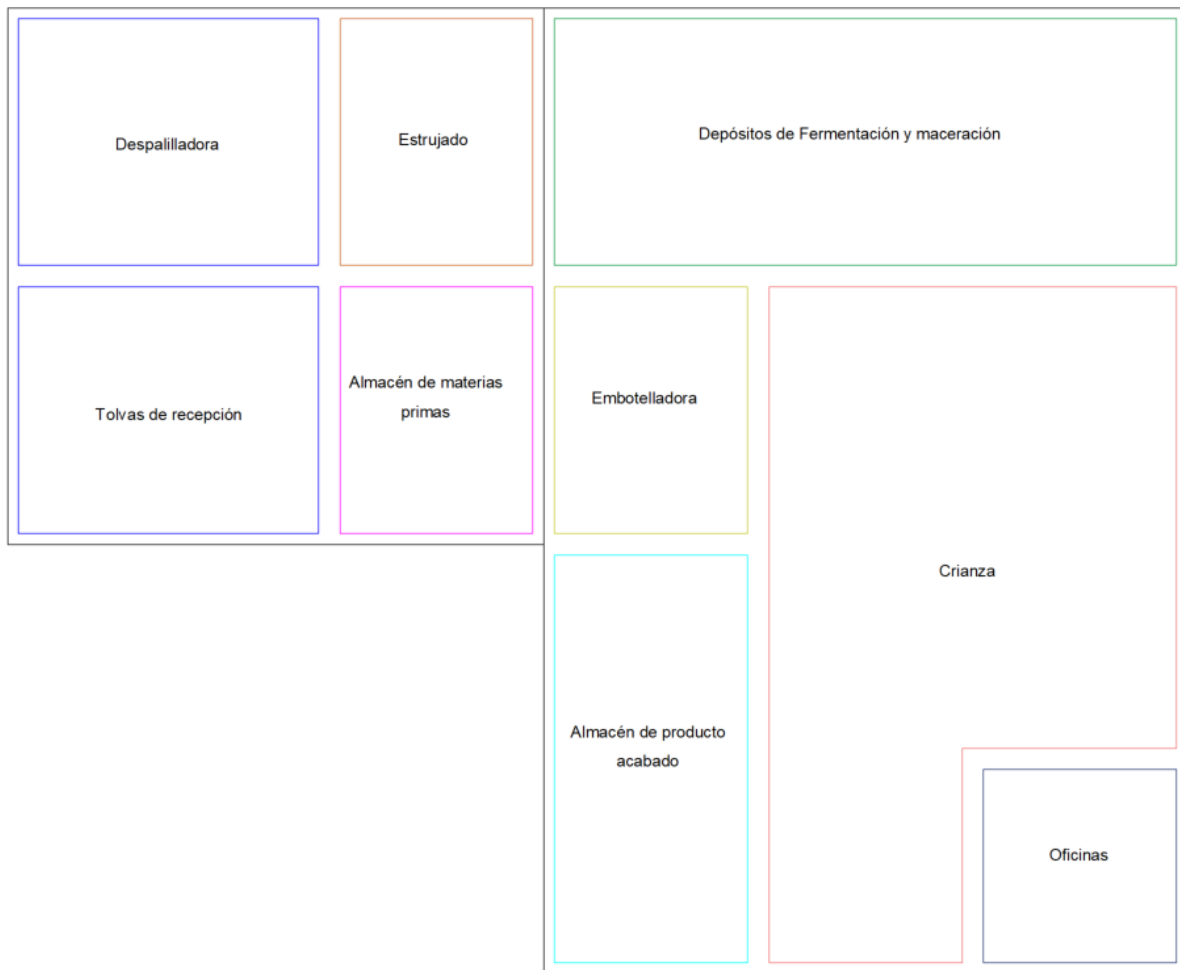 Despalilladora
Estrujado
Depósitos de Fermentación y maceración
Tolvas de recepción
Almacén de materias
primas
Embotelladora
Crianza
Almacén de producto
acabado
Oficinas